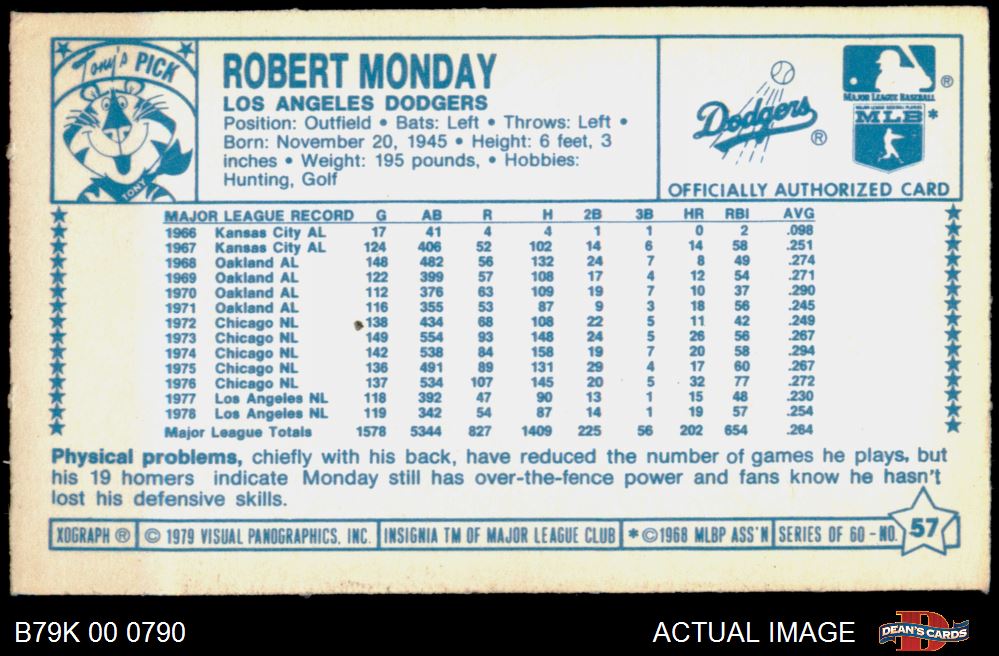 Tony's PICK
TONY
ROBERT MONDAY
LOS ANGELES DODGERS
Position: Outfield • Bats: Left • Throws: Left •
Born: November 20, 1945 • Height: 6 feet, 3
inches • Weight: 195 pounds, • Hobbies:
Hunting, Golf
Dodgers ®
MAJOR LEAGUE BASEBALL ®
MAJOR LEAGUE BASEBALL PLAYERS
MLB *
OFFICIALLY AUTHORIZED CARD
MAJOR LEAGUE RECORD G AB R H 2B 3B HR RBI AVG
1966 Kansas City AL 17 41 4 4 1 1 0 2 .098
1967 Kansas City AL 124 406 52 102 14 6 14 58 .251
1968 Oakland AL 148 482 56 132 24 7 8 49 .274
1969 Oakland AL 122 399 57 108 17 4 12 54 .271
1970 Oakland AL 112 376 63 109 19 7 10 37 .290
1971 Oakland AL 116 355 53 87 9 3 18 56 .245
1972 Chicago NL 138 434 68 108 22 5 11 42 .249
1973 Chicago NL 149 554 93 148 24 5 26 56 .267
1974 Chicago NL 142 538 84 158 19 7 20 58 .294
1975 Chicago NL 136 491 89 131 29 4 17 60 .267
1976 Chicago NL 137 534 107 145 20 5 32 77 .272
1977 Los Angeles NL 118 392 47 90 13 1 15 48 .230
1978 Los Angeles NL 119 342 54 87 14 1 19 57 .254
Major League Totals 1578 5344 827 1409 225 56 202 654 .264
Physical problems, chiefly with his back, have reduced the number of games he plays, but
his 19 homers indicate Monday still has over-the-fence power and fans know he hasn't
lost his defensive skills.
XOGRAPH ® © 1979 VISUAL PANOGRAPHICS, INC. INSIGNIA TM OF MAJOR LEAGUE CLUB *©1968 MLBP ASS'N SERIES OF 60 - NO. 57
B79K 00 0790
ACTUAL IMAGE
D DEAN'S CARDS